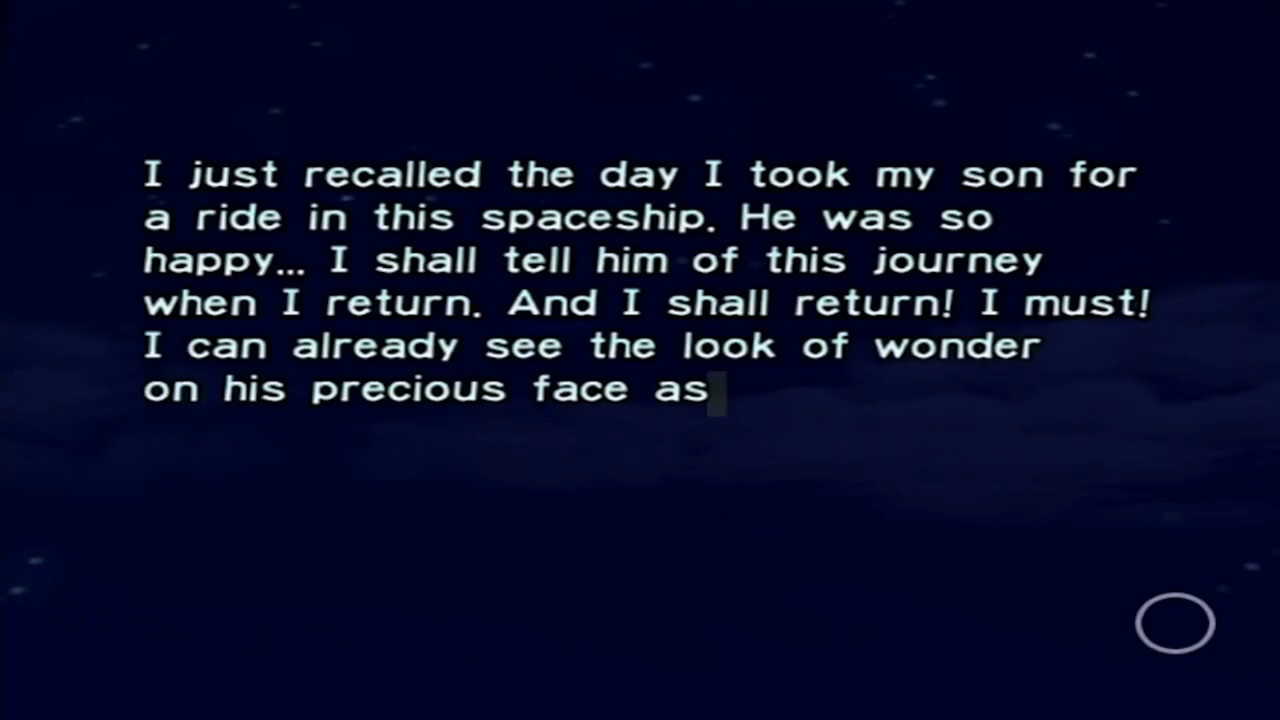 I just recalled the day I took my son for
a ride in this spaceship. He was so
happy... I shall tell him of this journey
when I return. And I shall return! I must!
I can already see the look of wonder
on his precious face as